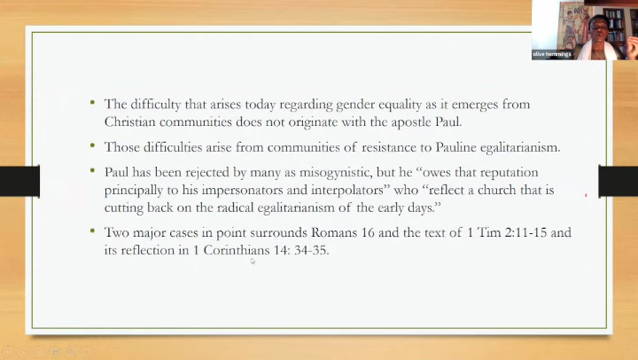 olive hemmings
• The difficulty that arises today regarding gender equality as it emerges from
Christian communities does not originate with the apostle Paul.
• Those difficulties arise from communities of resistance to Pauline egalitarianism.
• Paul has been rejected by many as misogynistic, but he “owes that reputation
principally to his impersonators and interpolators” who “reflect a church that is
cutting back on the radical egalitarianism of the early days.”
• Two major cases in point surrounds Romans 16 and the text of 1 Tim 2:11-15 and
its reflection in 1 Corinthians 14: 34-35.